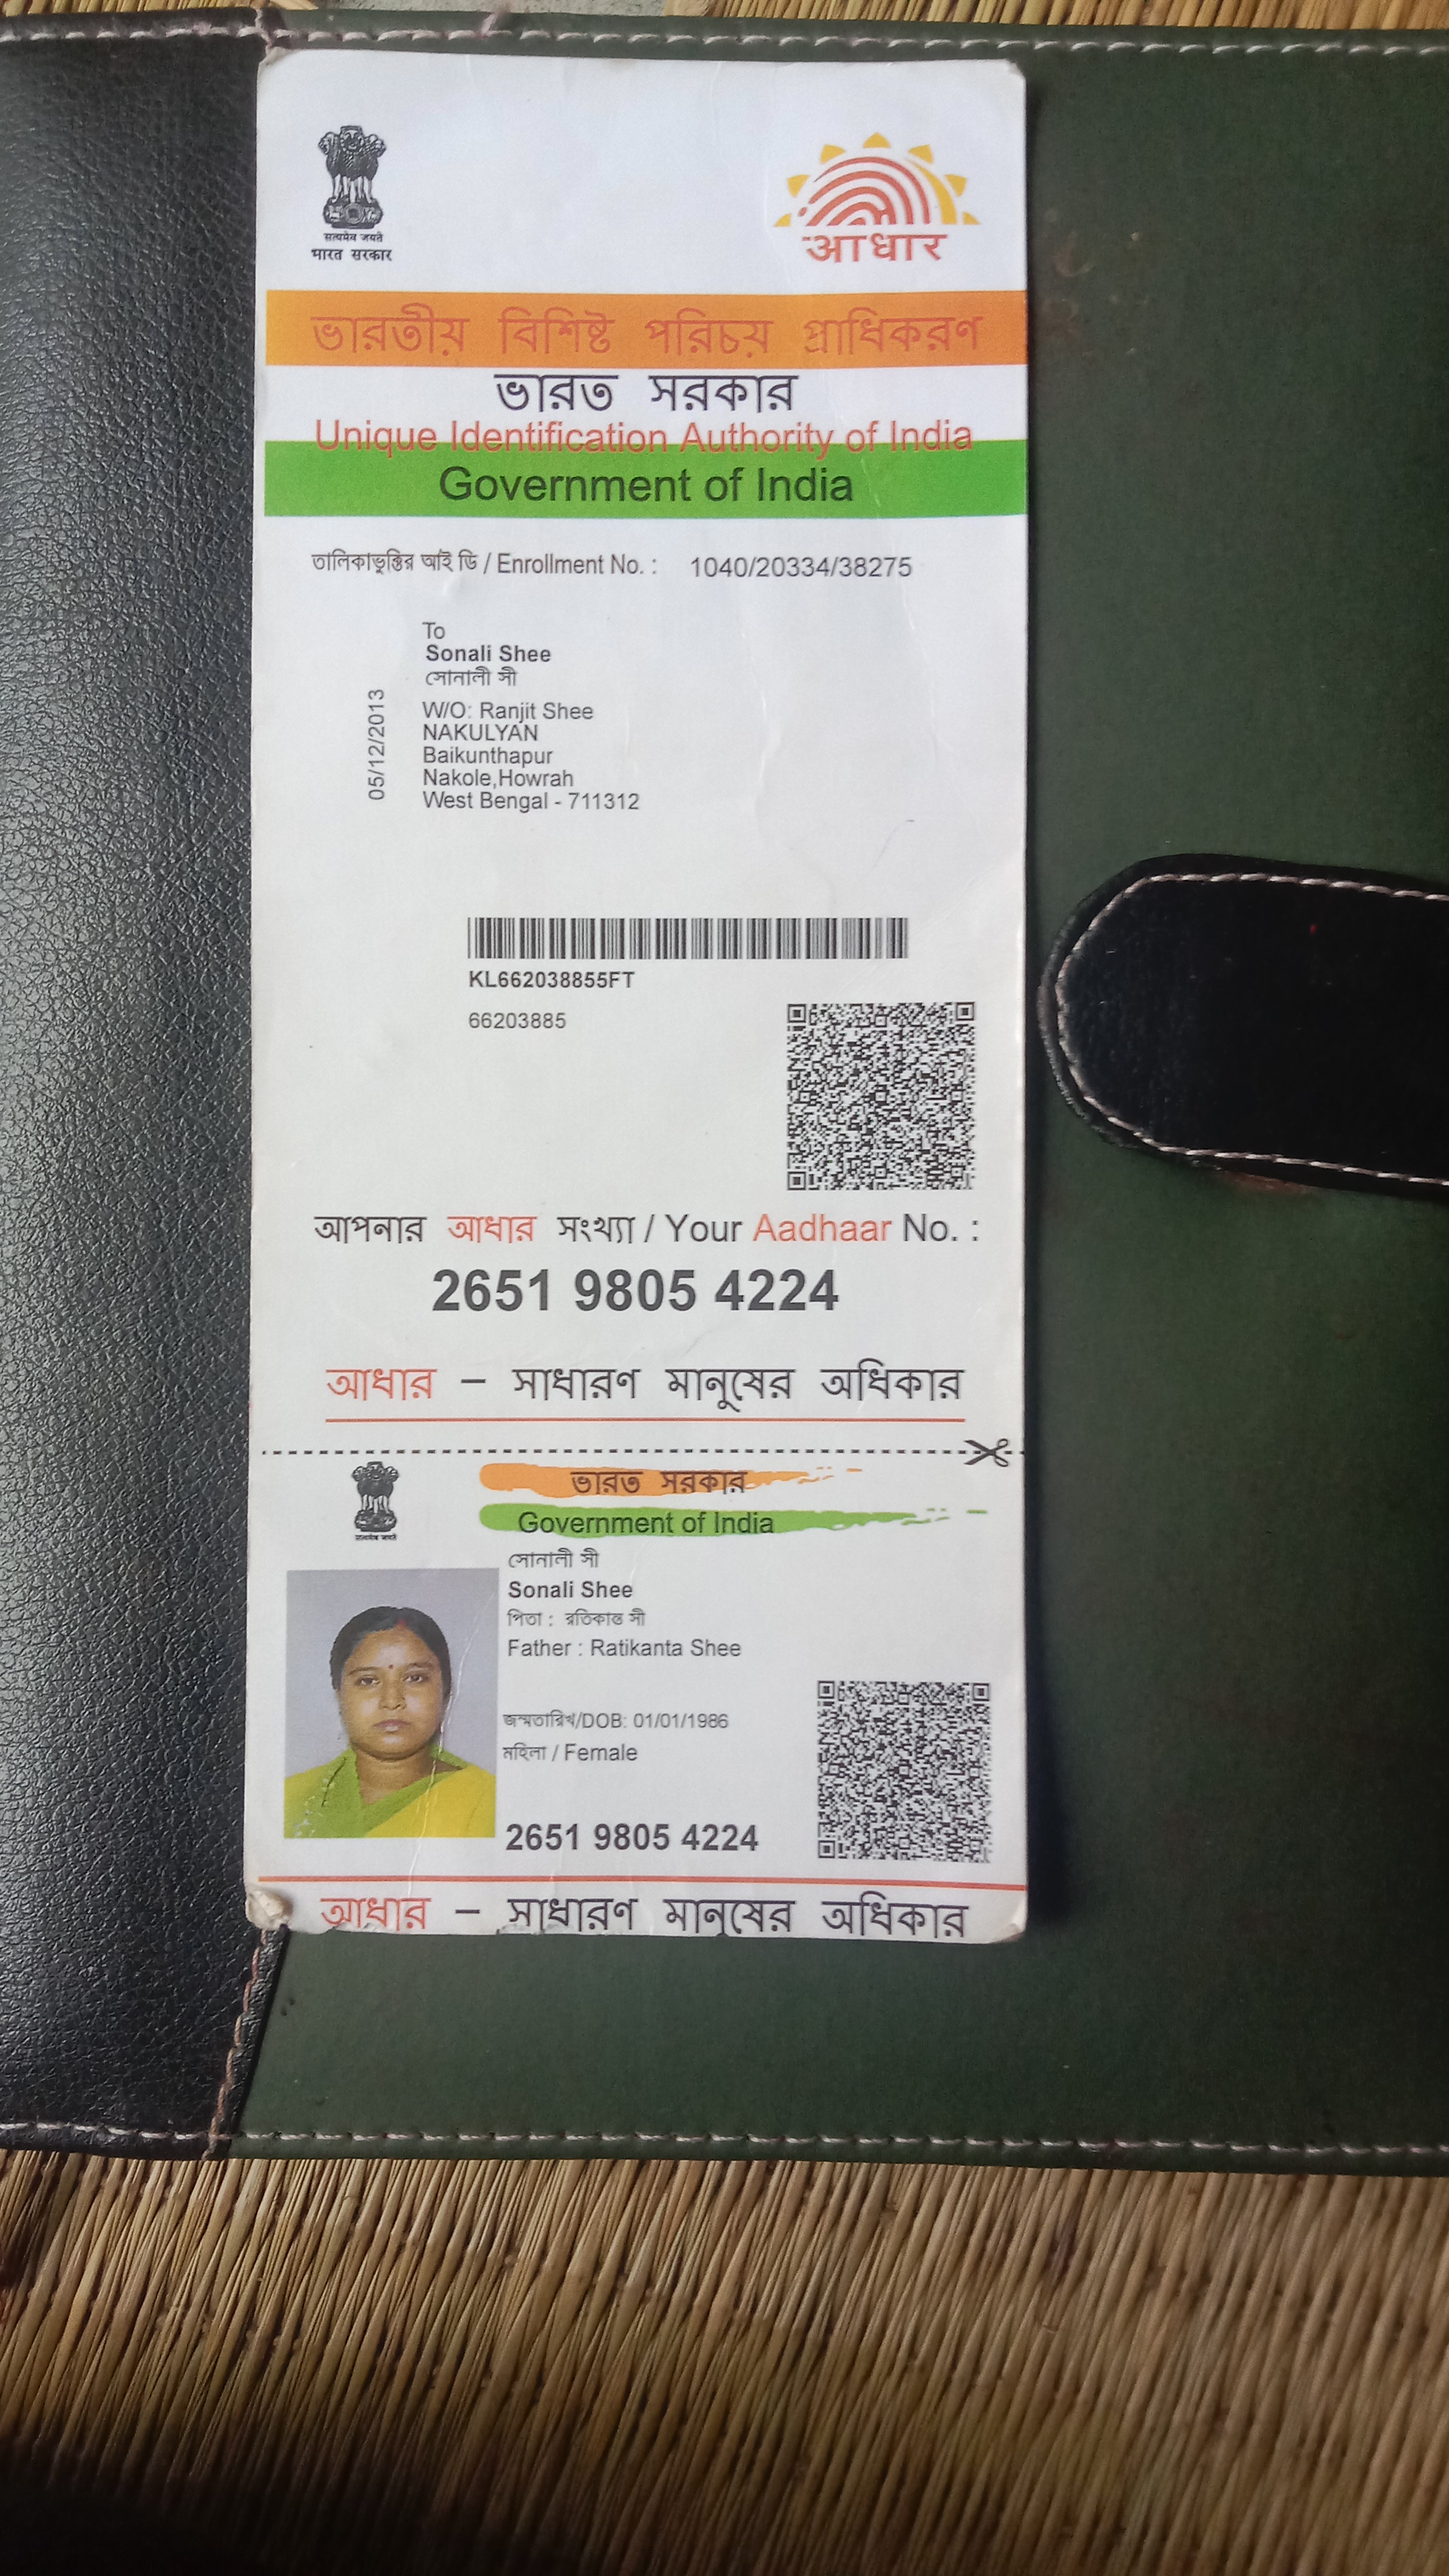 सत्यमेव जयते
भारत सरकार
आधार
ভারতীয় বিশিষ্ট পরিচয় প্রাধিকরণ
ভারত সরকার
Unique Identification Authority of India
Government of India
তালিকাভুক্তির আই ডি / Enrollment No. : 1040/20334/38275
To
Sonali Shee
সোনালী সী
W/O: Ranjit Shee
NAKULYAN
Baikunthapur
Nakole,Howrah
West Bengal - 711312
05/12/2013
KL662038855FT
66203885
আপনার আধার সংখ্যা / Your Aadhaar No. :
2651 9805 4224
আধার – সাধারণ মানুষের অধিকার
सत्यमेव जयते
ভারত সরকার
Government of India
সোনালী সী
Sonali Shee
পিতা : রতিকান্ত সী
Father : Ratikanta Shee
জন্মতারিখ/DOB: 01/01/1986
মহিলা / Female
2651 9805 4224
আধার – সাধারণ মানুষের অধিকার